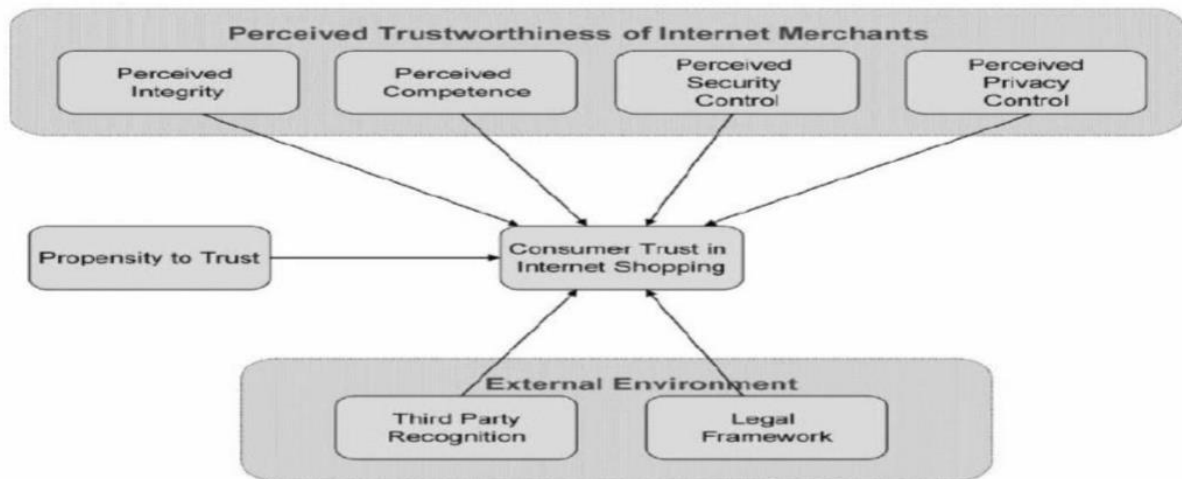 Perceived Trustworthiness of Internet Merchants
Perceived
Integrity
Perceived
Competence
Perceived
Security
Control
Perceived
Privacy
Control
Propensity to Trust
Consumer Trust in
Internet Shopping
External Environment
Third Party
Recognition
Legal
Framework